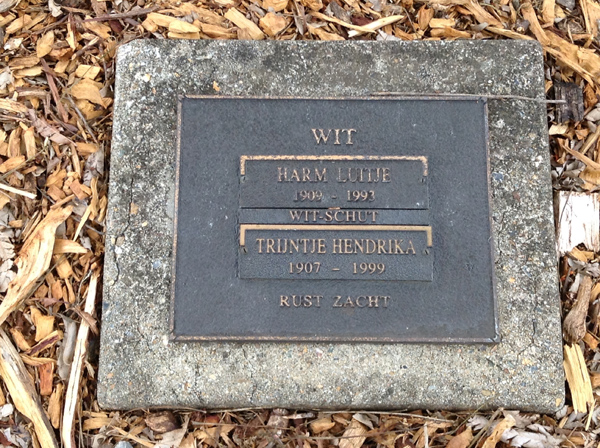 WIT
HARM LUITJE
1909 - 1993
WIT-SCHUT
TRIJNTJE HENDRIKA
1907 - 1999
RUST ZACHT